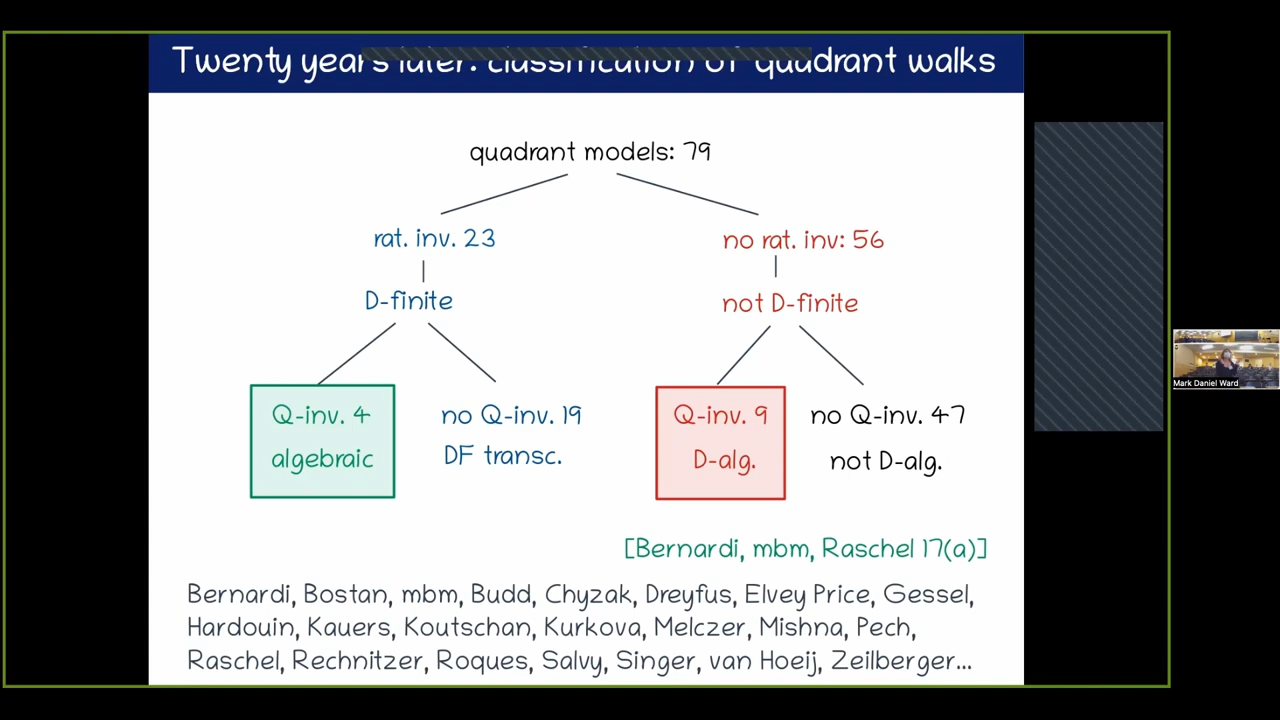 Twenty years later: classification of quadrant walks
quadrant models: 79
rat. inv. 23
no rat. inv: 56
D-finite
not D-finite
Q-inv. 4
no Q-inv. 19
Q-inv. 9
no Q-inv. 47
algebraic
DF transc.
D-alg.
not D-alg.
[Bernardi, mbm, Raschel 17(a)]
Bernardi, Bostan, mbm, Budd, Chyzak, Dreyfus, Elvey Price, Gessel,
Hardouin, Kauers, Koutschan, Kurkova, Melczer, Mishna, Pech,
Raschel, Rechnitzer, Roques, Salvy, Singer, van Hoeij, Zeilberger...
Mark Daniel Ward